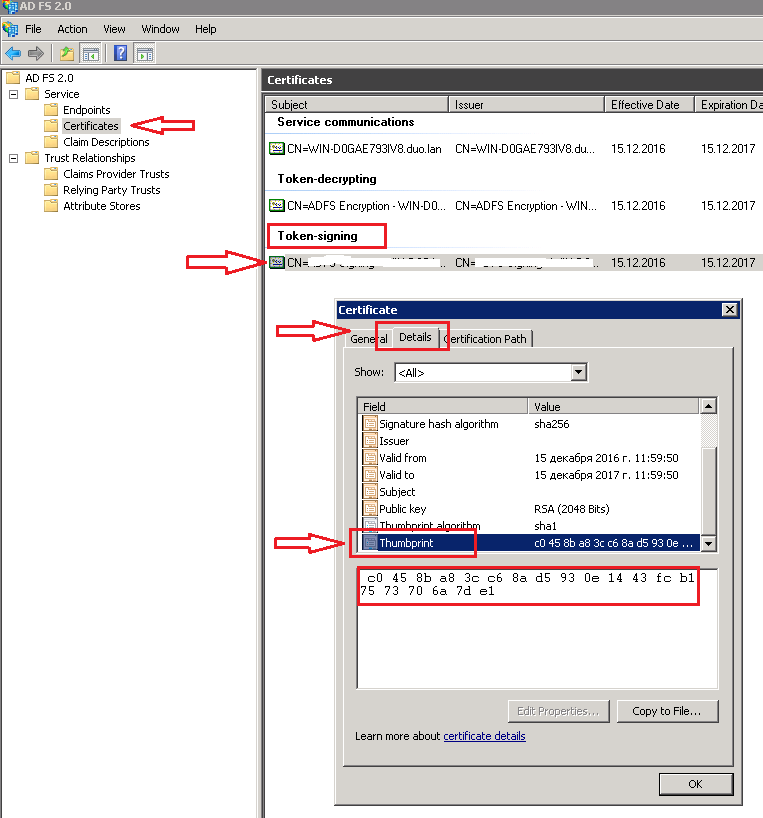 AD FS 2.0
File Action View Window Help
AD FS 2.0
Service
Endpoints
Certificates
Claim Descriptions
Trust Relationships
Claims Provider Trusts
Relying Party Trusts
Attribute Stores
Certificates
Subject Issuer Effective Date Expiration Da
Service communications
CN=WIN-D0GAE793IV8.duo.lan CN=WIN-D0GAE793IV8.du... 15.12.2016 15.12.2017
Token-decrypting
CN=ADFS Encryption - WIN-D0... CN=ADFS Encryption - WIN... 15.12.2016 15.12.2017
Token-signing
CN= CN= 15.12.2016 15.12.2017
Certificate
General Details Certification Path
Show: <All>
Field Value
Signature hash algorithm sha256
Issuer
Valid from 15 декабря 2016 г. 11:59:50
Valid to 15 декабря 2017 г. 11:59:50
Subject
Public key RSA (2048 Bits)
Thumbprint algorithm sha1
Thumbprint c0 45 8b a8 3c c6 8a d5 93 0e ...
c0 45 8b a8 3c c6 8a d5 93 0e 14 43 fc b1
75 73 70 6a 7d e1
Edit Properties... Copy to File...
Learn more about certificate details
OK